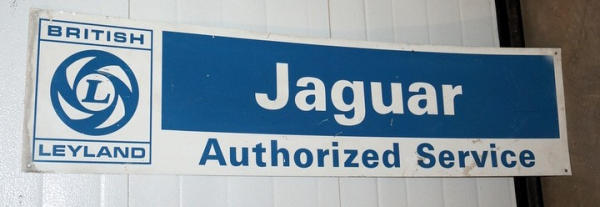 BRITISH
L
LEYLAND
Jaguar
Authorized Service